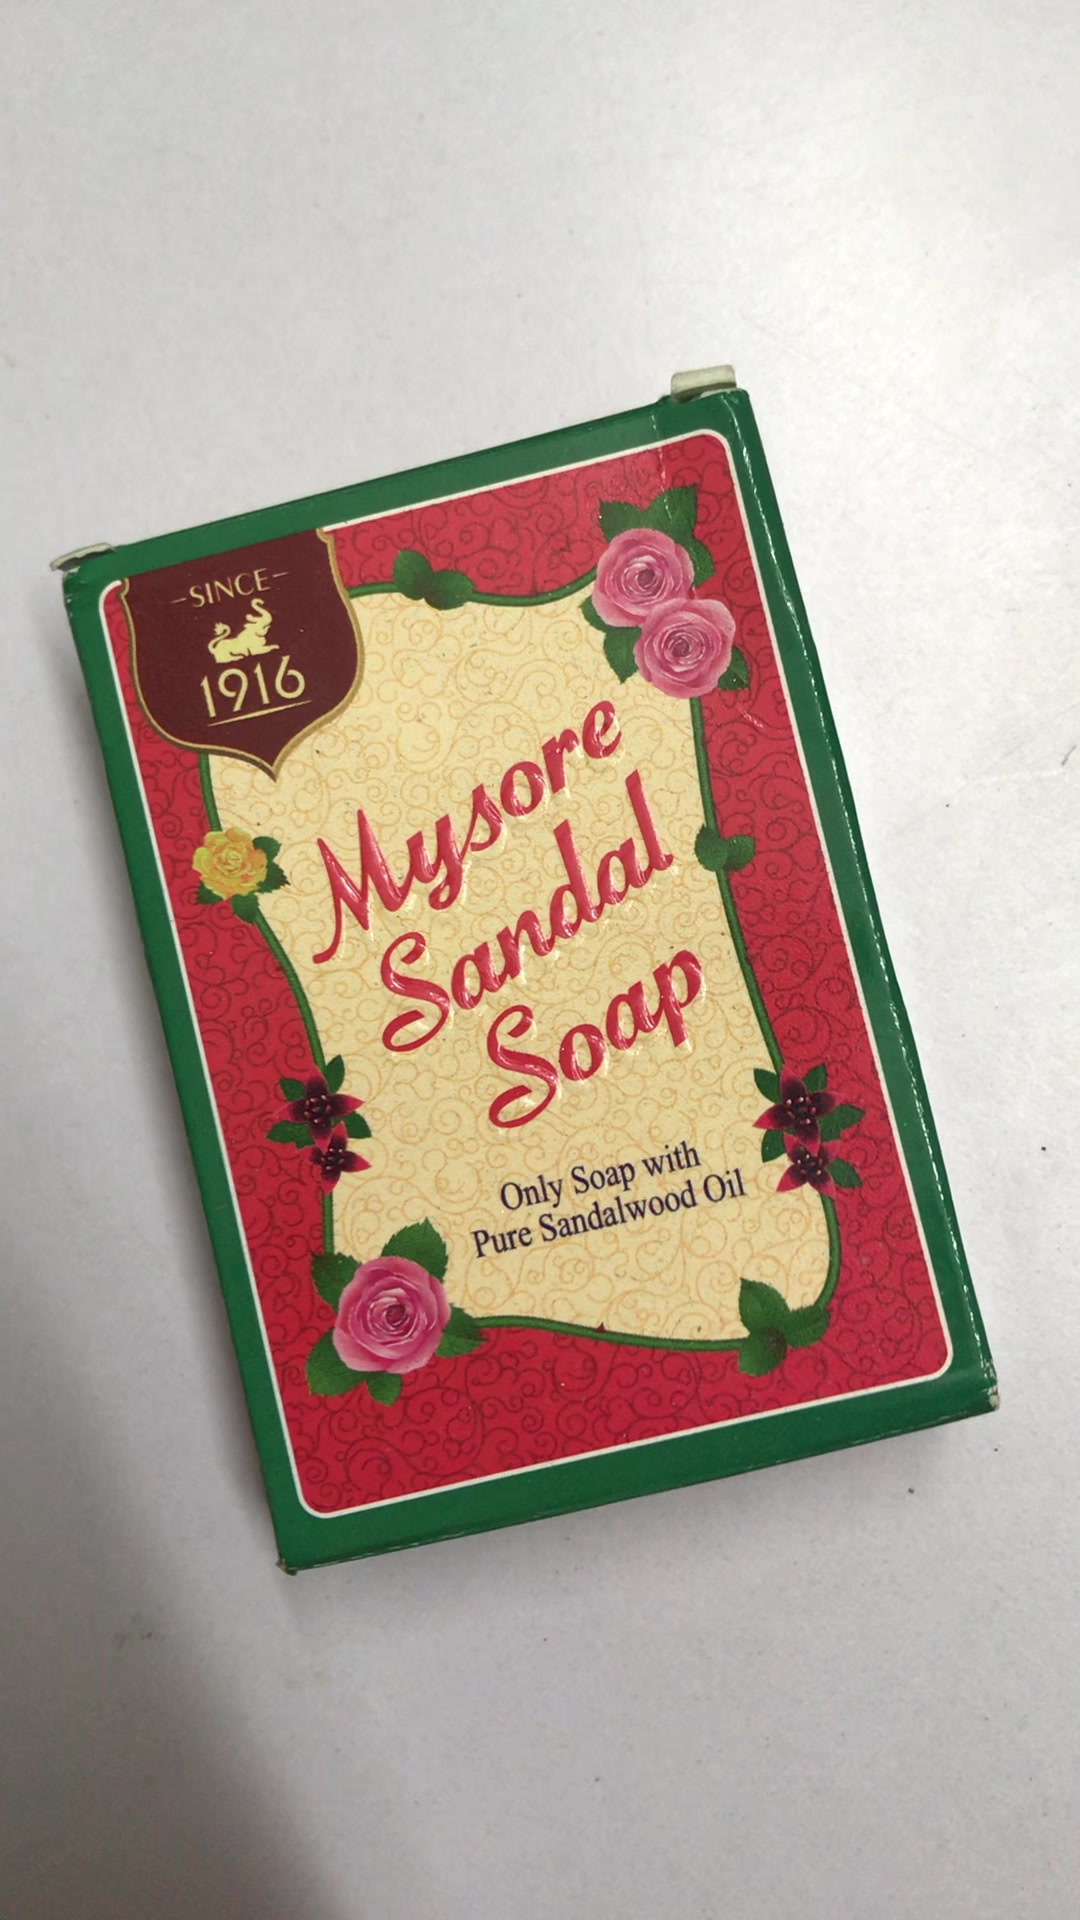 -SINCE-
1916
Mysore
Sandal
Soap
Only Soap with
Pure Sandalwood Oil